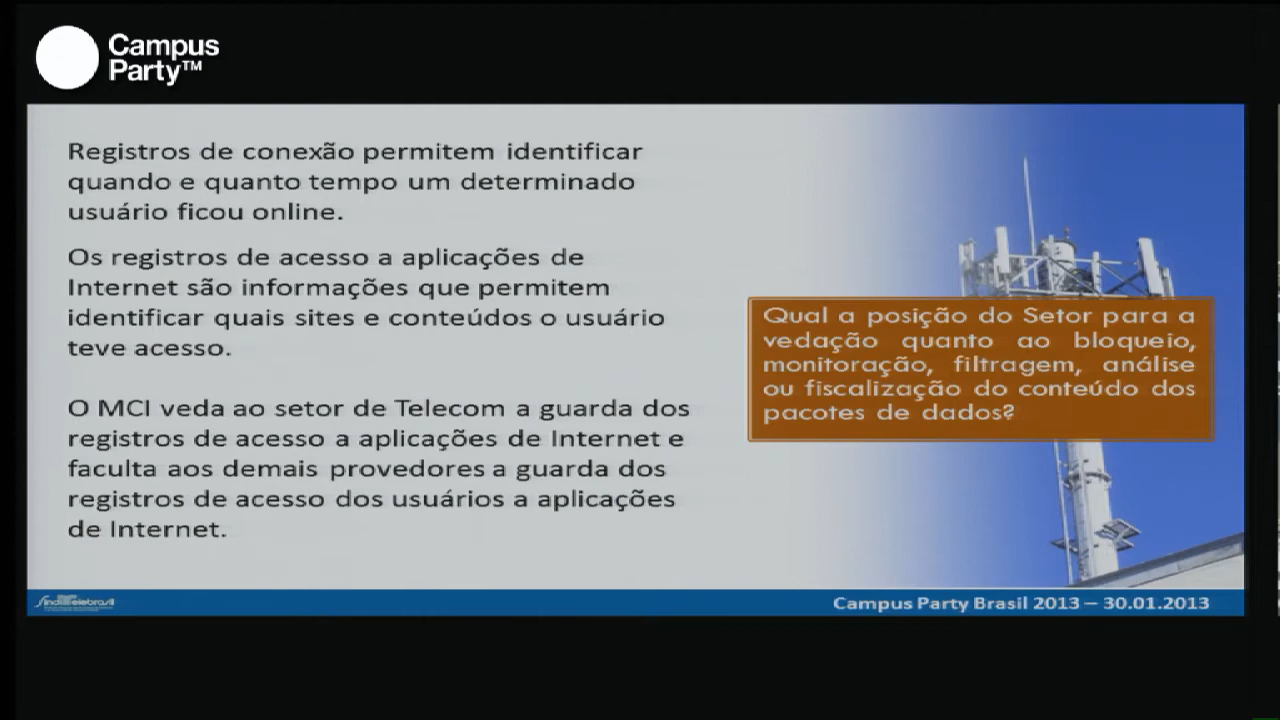 Campus
Party™
Registros de conexão permitem identificar
quando e quanto tempo um determinado
usuário ficou online.
Os registros de acesso a aplicações de
Internet são informações que permitem
identificar quais sites e conteúdos o usuário
teve acesso.
O MCI veda ao setor de Telecom a guarda dos
registros de acesso a aplicações de Internet e
faculta aos demais provedores a guarda dos
registros de acesso dos usuários a aplicações
de Internet.
Qual a posição do Setor para a
vedação quanto ao bloqueio,
monitoração, filtragem, análise
ou fiscalização do conteúdo dos
pacotes de dados?
Campus Party Brasil 2013 – 30.01.2013